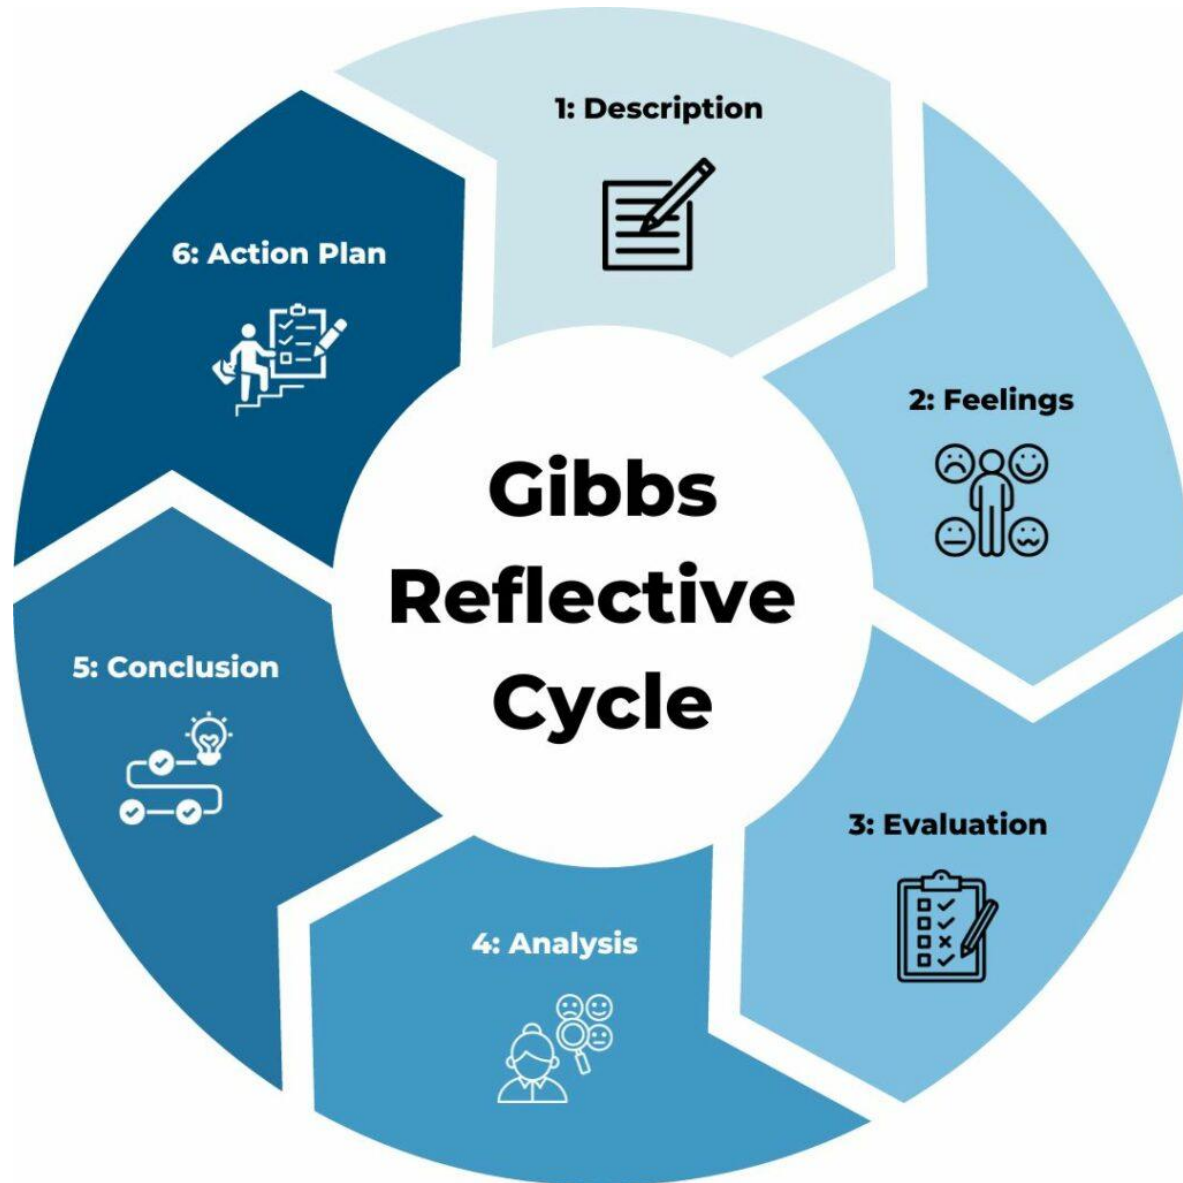 Gibbs
Reflective
Cycle
1: Description
2: Feelings
3: Evaluation
4: Analysis
5: Conclusion
6: Action Plan